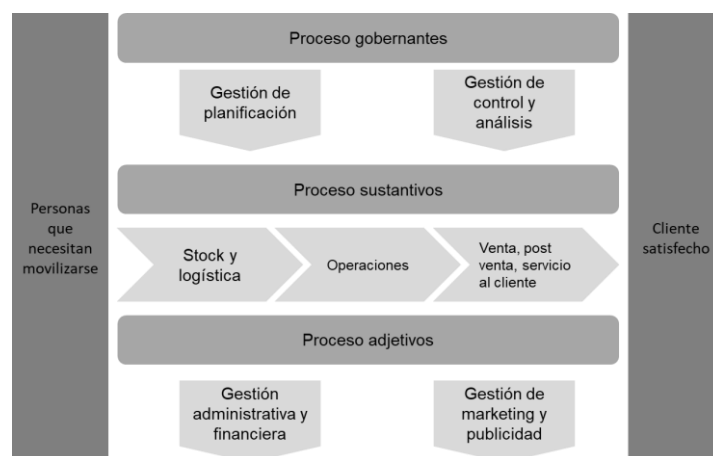 Proceso gobernantes
Gestión de
planificación
Gestión de
control y
análisis
Proceso sustantivos
Personas
que
necesitan
movilizarse
Stock y
logística
Operaciones
Venta, post
venta, servicio
al cliente
Cliente
satisfecho
Proceso adjetivos
Gestión
administrativa y
financiera
Gestión de
marketing y
publicidad